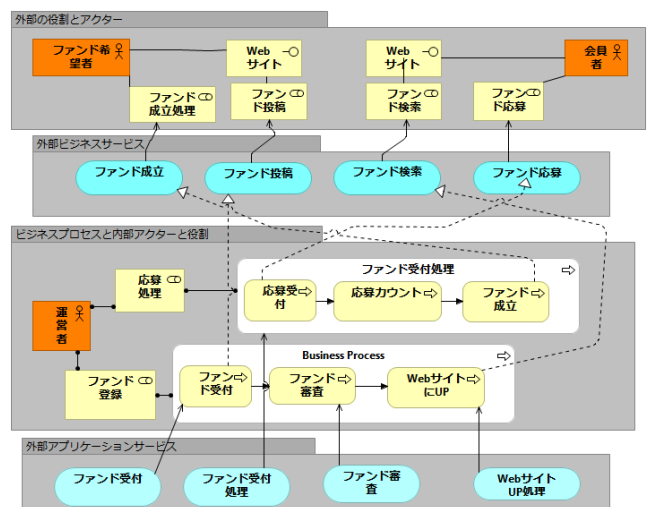 外部の役割とアクター
ファンド希
望者
Web
サイト
Web
サイト
会員
者
ファンド
成立処理
ファン
ド投稿
ファン
ド検索
ファン
ド応募
外部ビジネスサービス
ファンド成立
ファンド投稿
ファンド検索
ファンド応募
ビジネスプロセスと内部アクターと役割
ファンド受付処理
応募
処理
応募受
付
応募カウント
ファンド
成立
運営
者
Business Process
ファンド
登録
ファン
ド受付
ファンド
審査
Webサイト
にUP
外部アプリケーションサービス
ファンド受付
ファンド受付
処理
ファンド審
査
Webサイト
UP処理